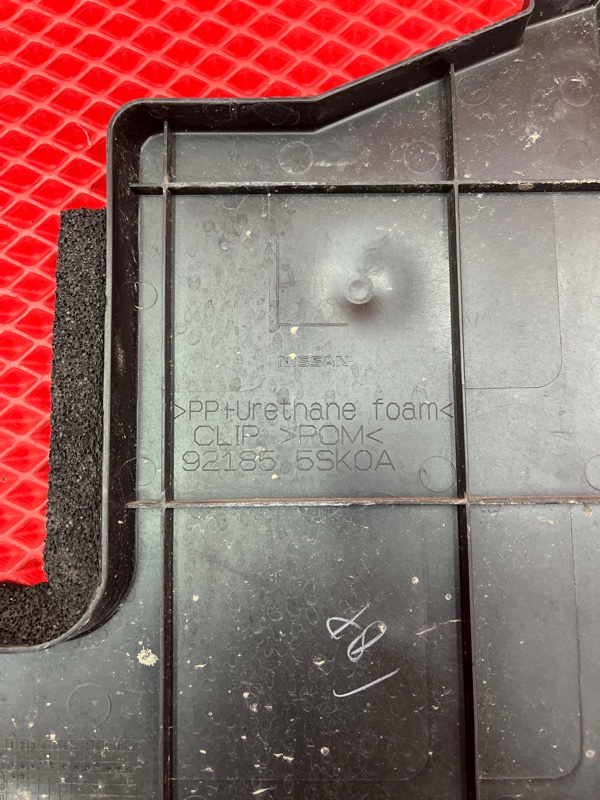 NISSAN
>PP+Urethane foam<
CLIP >POM<
92185 5SK0A